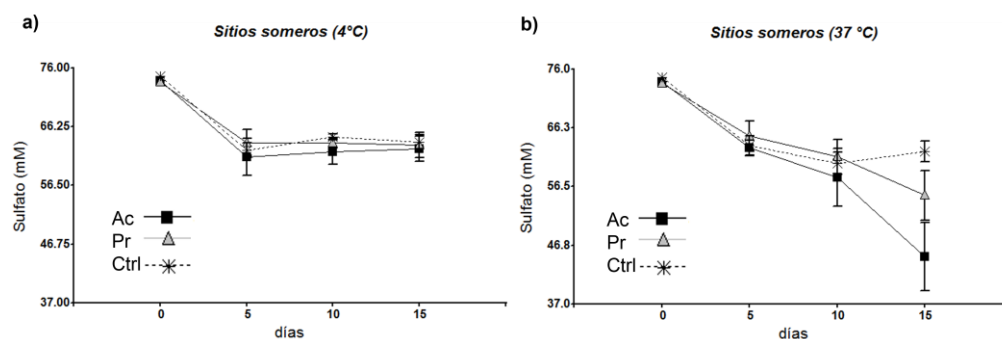 a)
Sitios someros (4°C)
76.00
66.25
56.50
46.75
37.00
Sulfato (mM)
Ac
Pr
Ctrl
0 5 10 15
días
b)
Sitios someros (37 °C)
76.0
66.3
56.5
46.8
37.0
Sulfato (mM)
Ac
Pr
Ctrl
0 5 10 15
días